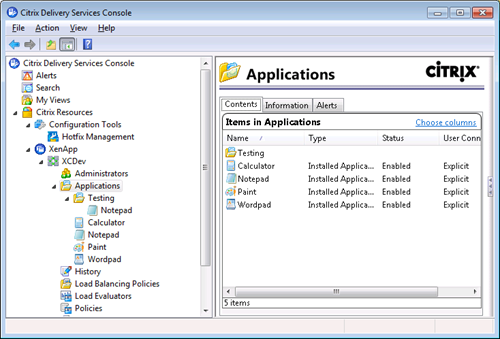 Citrix Delivery Services Console
File Action View Help
Citrix Delivery Services Console
Alerts
Search
My Views
Citrix Resources
Configuration Tools
Hotfix Management
XenApp
XCDev
Administrators
Applications
Testing
Notepad
Calculator
Notepad
Paint
Wordpad
History
Load Balancing Policies
Load Evaluators
Policies
Applications
CITRIX
Contents Information Alerts
Items in Applications Choose columns
Name Type Status User Conn
Testing
Calculator Installed Applica... Enabled Explicit
Notepad Installed Applica... Enabled Explicit
Paint Installed Applica... Enabled Explicit
Wordpad Installed Applica... Enabled Explicit
5 items